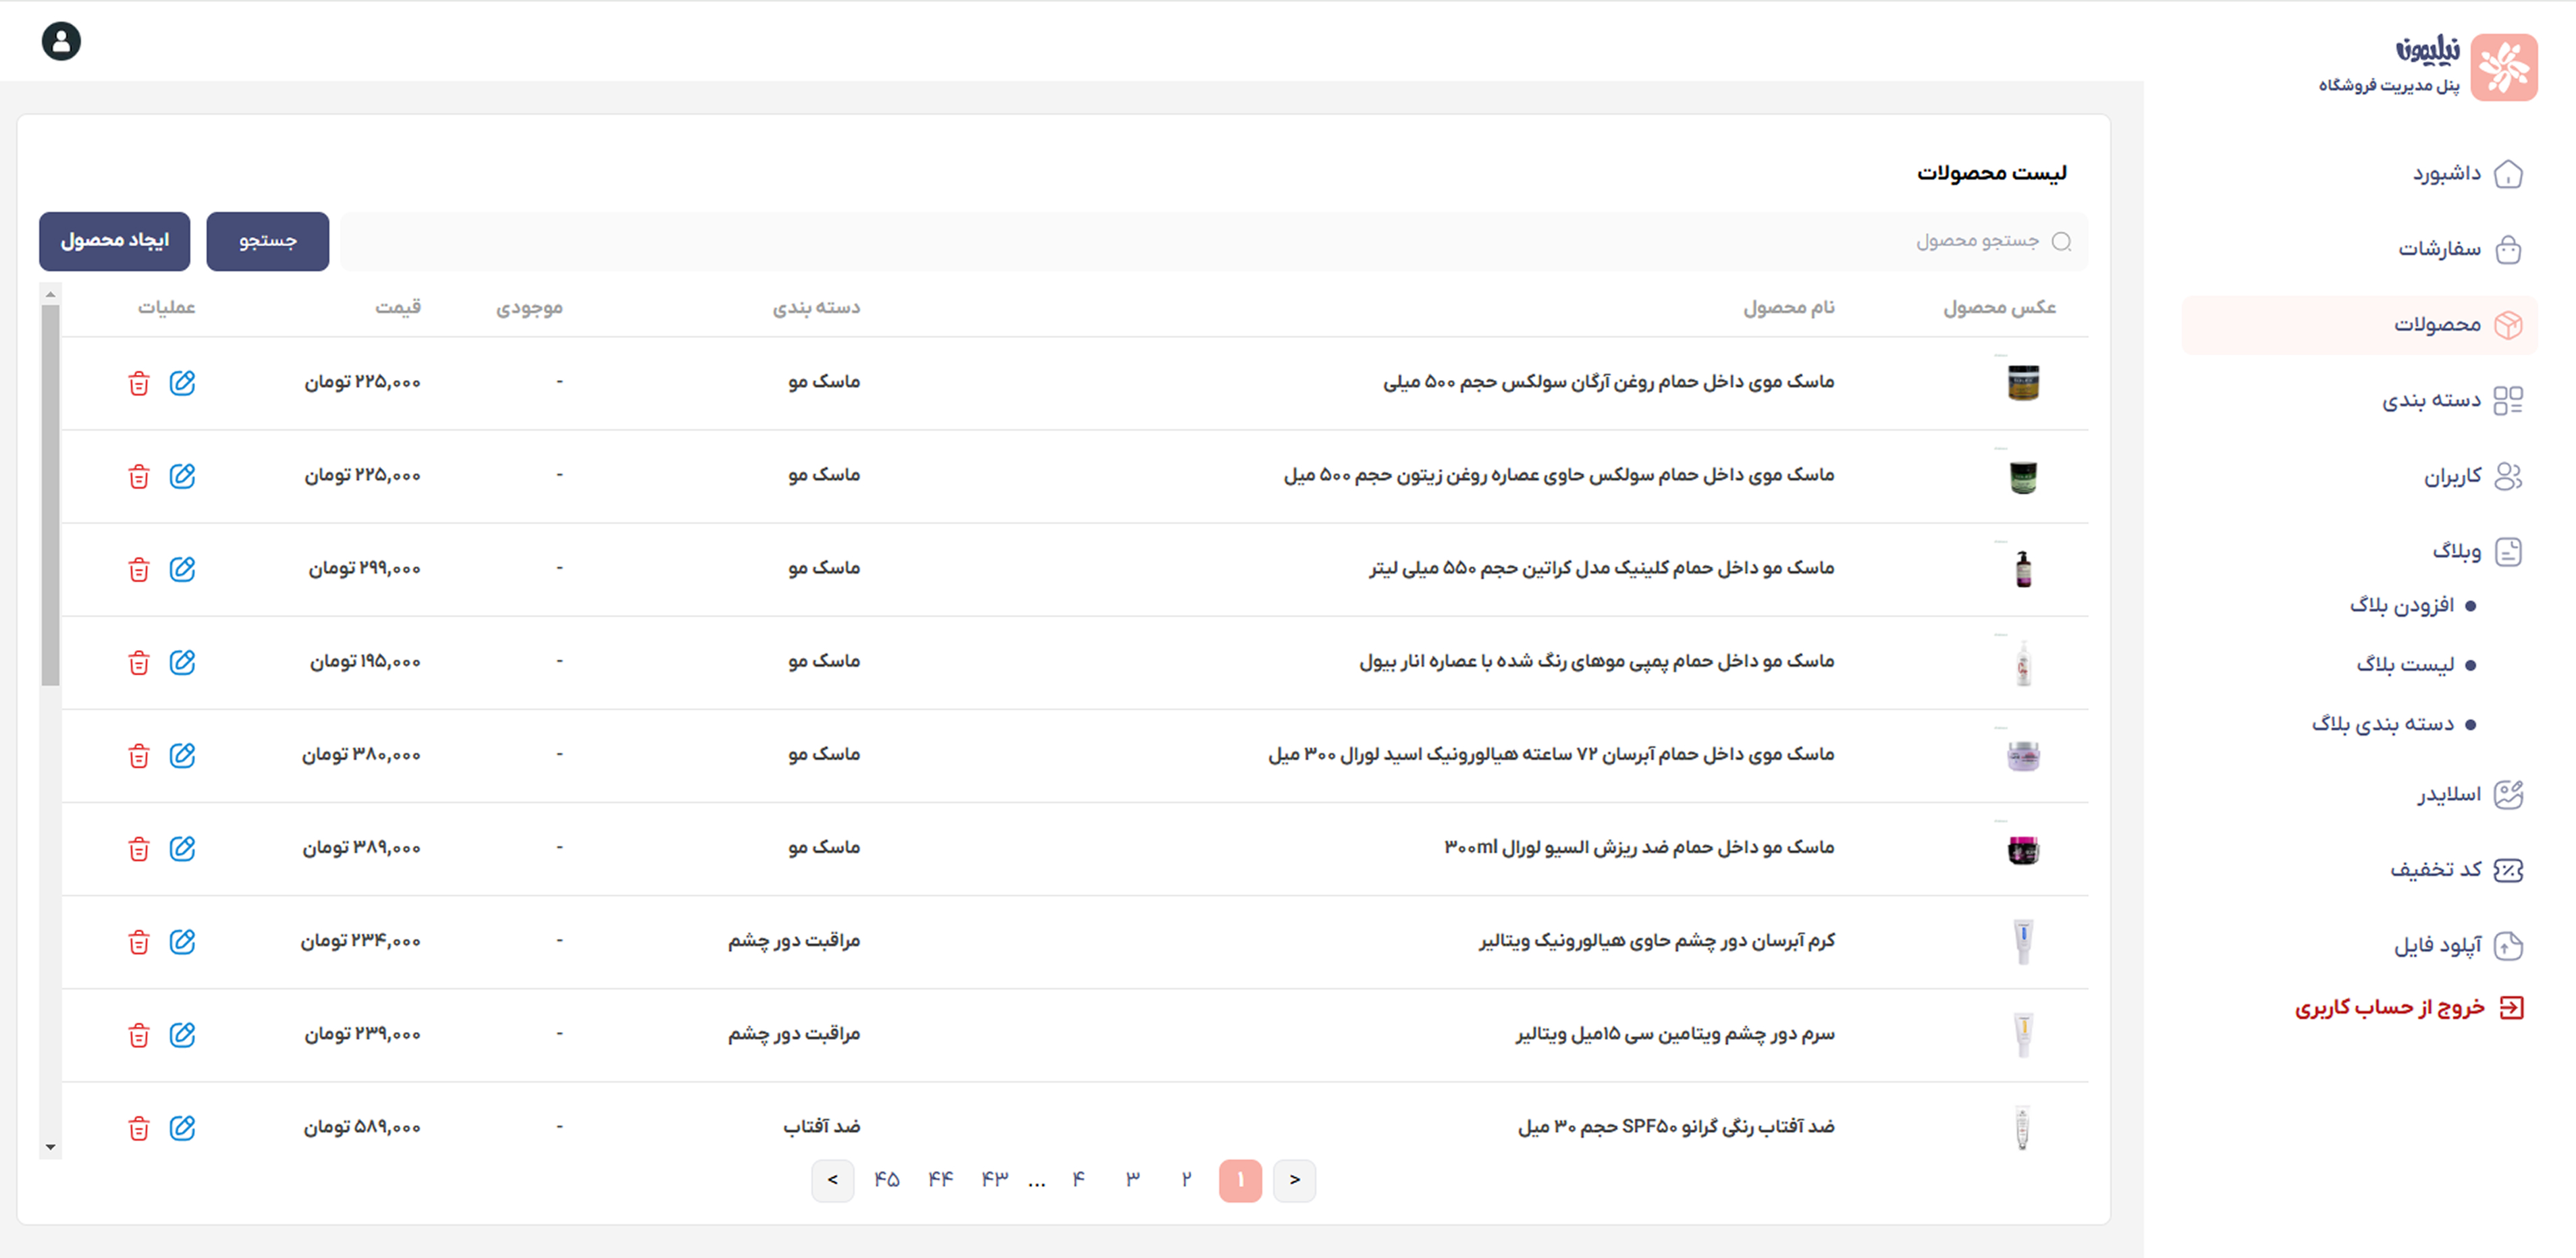 نیلیمون
پنل مدیریت فروشگاه
داشبورد
سفارشات
محصولات
دسته بندی
کاربران
وبلاگ
افزودن بلاگ
لیست بلاگ
دسته بندی بلاگ
اسلایدر
کد تخفیف
آپلود فایل
خروج از حساب کاربری
لیست محصولات
جستجو محصول
جستجو
ایجاد محصول
عکس محصول نام محصول دسته بندی موجودی قیمت عملیات
ماسک موی داخل حمام روغن آرگان سولکس حجم ۵۰۰ میلی ماسک مو - ۲۲۵,۰۰۰ تومان
ماسک موی داخل حمام سولکس حاوی عصاره روغن زیتون حجم ۵۰۰ میل ماسک مو - ۲۲۵,۰۰۰ تومان
ماسک مو داخل حمام کلینیک مدل کراتین حجم ۵۵۰ میلی لیتر ماسک مو - ۲۹۹,۰۰۰ تومان
ماسک مو داخل حمام پمپی موهای رنگ شده با عصاره انار بیول ماسک مو - ۱۹۵,۰۰۰ تومان
ماسک موی داخل حمام آبرسان ۷۲ ساعته هیالورونیک اسید لورال ۳۰۰ میل ماسک مو - ۳۸۰,۰۰۰ تومان
ماسک مو داخل حمام ضد ریزش السیو لورال ۳۰۰ml ماسک مو - ۳۸۹,۰۰۰ تومان
کرم آبرسان دور چشم حاوی هیالورونیک ویتالیر مراقبت دور چشم - ۲۳۴,۰۰۰ تومان
سرم دور چشم ویتامین سی ۱۵میل ویتالیر مراقبت دور چشم - ۲۳۹,۰۰۰ تومان
ضد آفتاب رنگی گرانو SPF۵۰ حجم ۳۰ میل ضد آفتاب - ۵۸۹,۰۰۰ تومان
< ۱ ۲ ۳ ۴ ... ۴۳ ۴۴ ۴۵ >